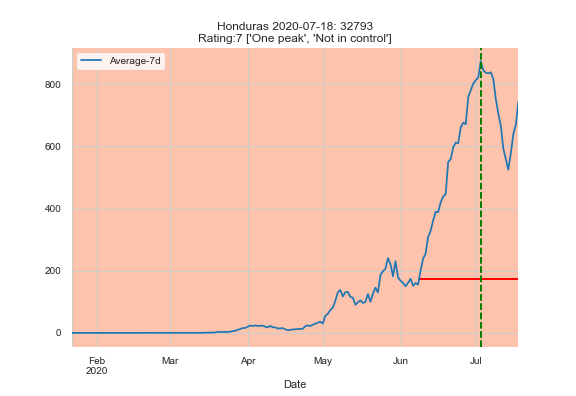 Honduras 2020-07-18: 32793
Rating:7 ['One peak', 'Not in control']
Average-7d
800
600
400
200
0
Feb
2020
Mar
Apr
May
Jun
Jul
Date